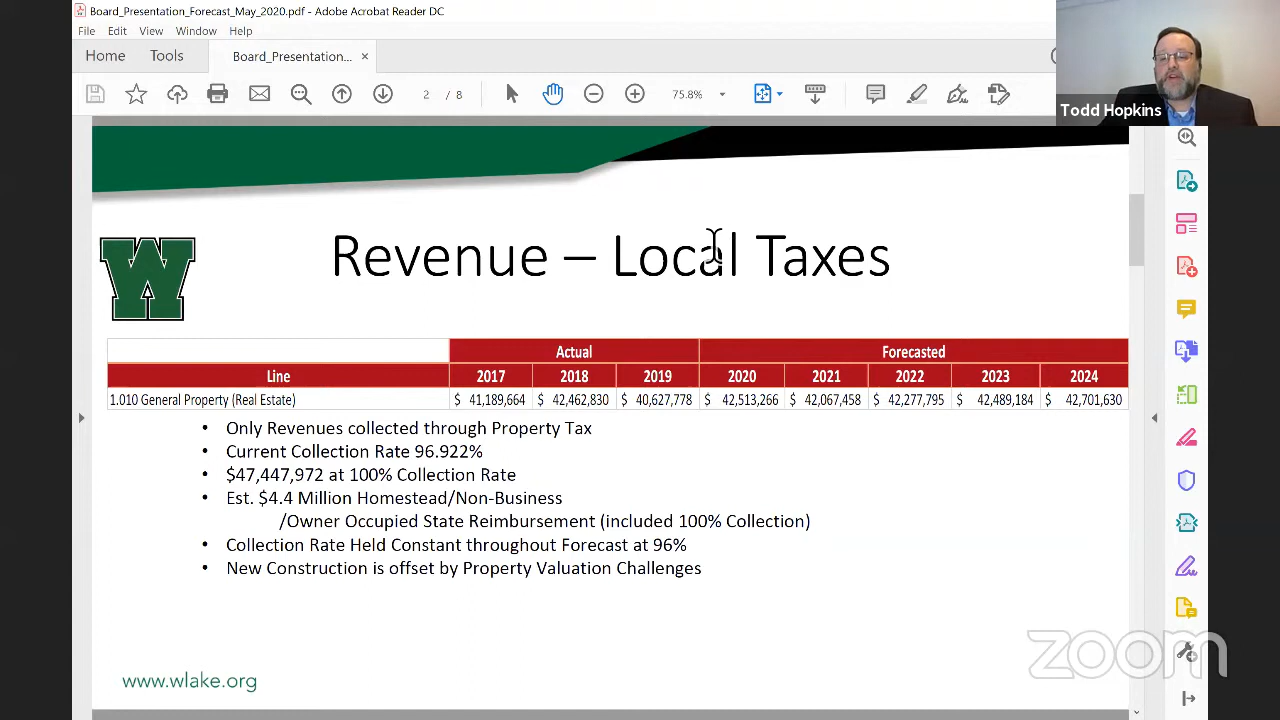 Board_Presentation_Forecast_May_2020.pdf - Adobe Acrobat Reader DC
File Edit View Window Help
Home Tools Board_Presentation... ×
2 / 8 75.8%
Todd Hopkins
W
Revenue – Local Taxes
Actual Forecasted
Line 2017 2018 2019 2020 2021 2022 2023 2024
1.010 General Property (Real Estate) $ 41,189,664 $ 42,462,830 $ 40,627,778 $ 42,513,266 $ 42,067,458 $ 42,277,795 $ 42,489,184 $ 42,701,630
• Only Revenues collected through Property Tax
• Current Collection Rate 96.922%
• $47,447,972 at 100% Collection Rate
• Est. $4.4 Million Homestead/Non-Business
/Owner Occupied State Reimbursement (included 100% Collection)
• Collection Rate Held Constant throughout Forecast at 96%
• New Construction is offset by Property Valuation Challenges
zoom
www.wlake.org